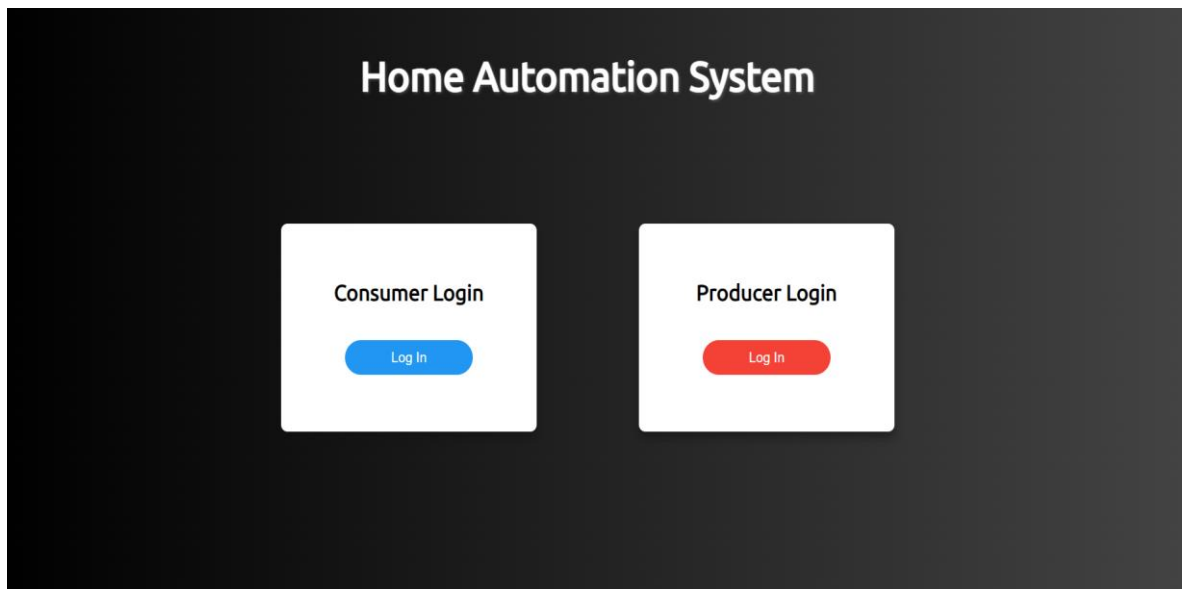 Home Automation System
Consumer Login
Log In
Producer Login
Log In